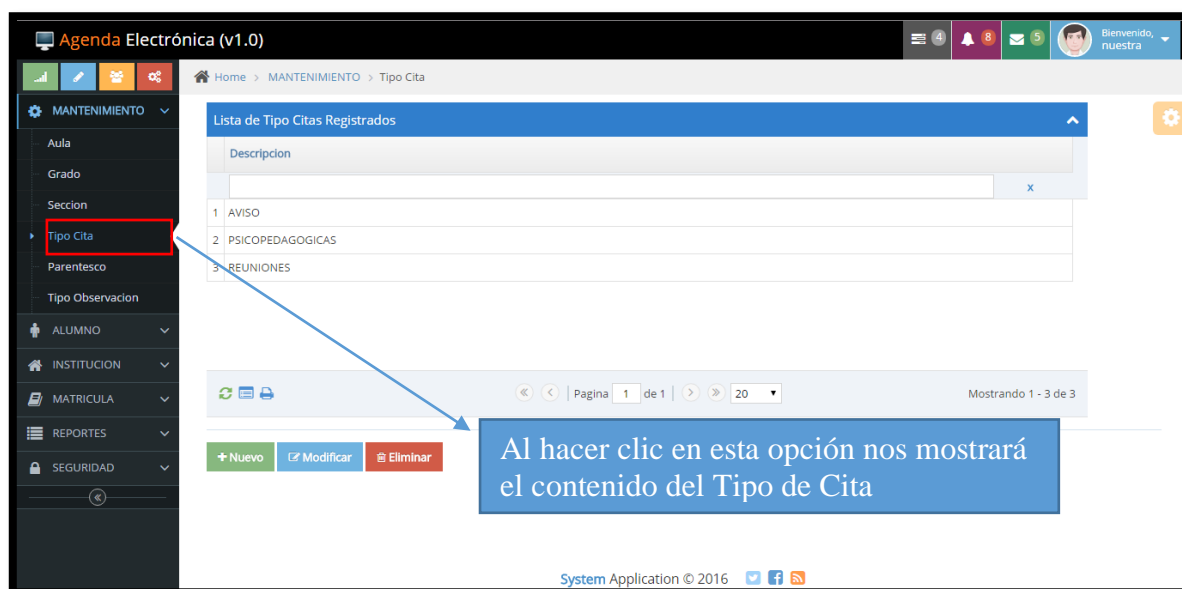 Agenda Electrónica (v1.0)
4
8
5
Bienvenido,
nuestra
Home > MANTENIMIENTO > Tipo Cita
MANTENIMIENTO
Aula
Grado
Seccion
Tipo Cita
Parentesco
Tipo Observacion
ALUMNO
INSTITUCION
MATRICULA
REPORTES
SEGURIDAD
Lista de Tipo Citas Registrados
Descripcion
x
1 AVISO
2 PSICOPEDAGOGICAS
3 REUNIONES
Pagina 1 de 1 20
Mostrando 1 - 3 de 3
+Nuevo Modificar Eliminar
Al hacer clic en esta opción nos mostrará
el contenido del Tipo de Cita
System Application © 2016